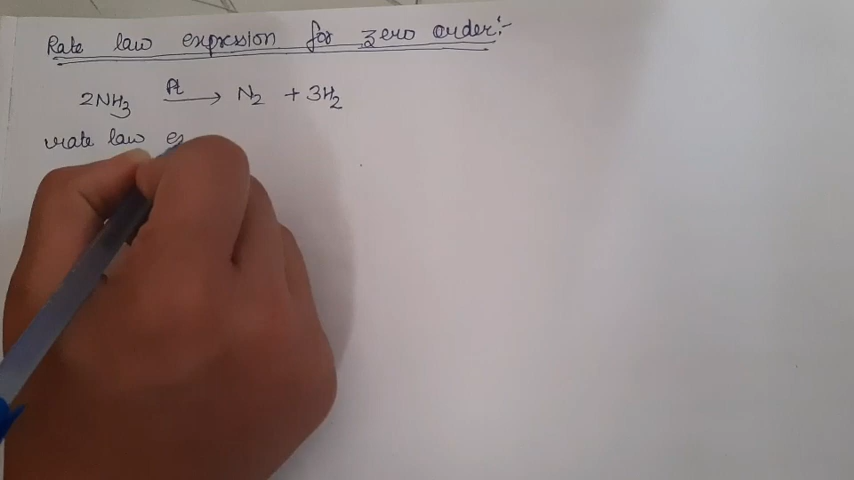 Rate law expression for zero order:-
2NH₃ Pt → N₂ + 3H₂
rate law e